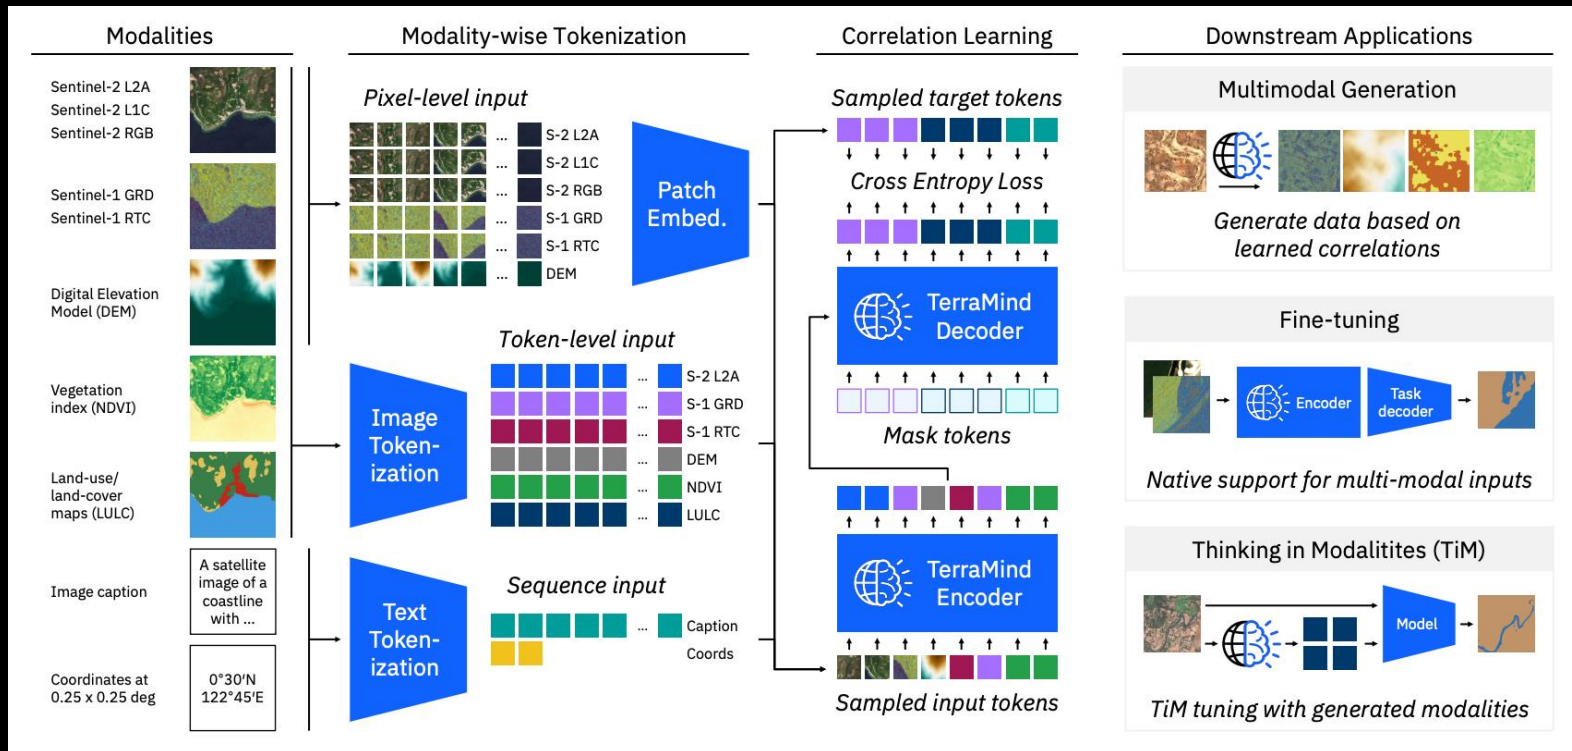 Modalities
Sentinel-2 L2A
Sentinel-2 L1C
Sentinel-2 RGB
Sentinel-1 GRD
Sentinel-1 RTC
Digital Elevation
Model (DEM)
Vegetation
index (NDVI)
Land-use/
land-cover
maps (LULC)
Image caption
A satellite
image of a
coastline
with ...
Coordinates at
0.25 x 0.25 deg
0°30'N
122°45'E
Modality-wise Tokenization
Pixel-level input
... S-2 L2A
... S-2 L1C
... S-2 RGB
... S-1 GRD
... S-1 RTC
... DEM
Patch
Embed.
Token-level input
Image
Token-
ization
... S-2 L2A
... S-1 GRD
... S-1 RTC
... DEM
... NDVI
... LULC
Text
Token-
ization
Sequence input
... Caption
Coords
Correlation Learning
Sampled target tokens
Cross Entropy Loss
TerraMind
Decoder
Mask tokens
TerraMind
Encoder
Sampled input tokens
Downstream Applications
Multimodal Generation
Generate data based on
learned correlations
Fine-tuning
Encoder
Task
decoder
Native support for multi-modal inputs
Thinking in Modalitites (TiM)
Model
TiM tuning with generated modalities